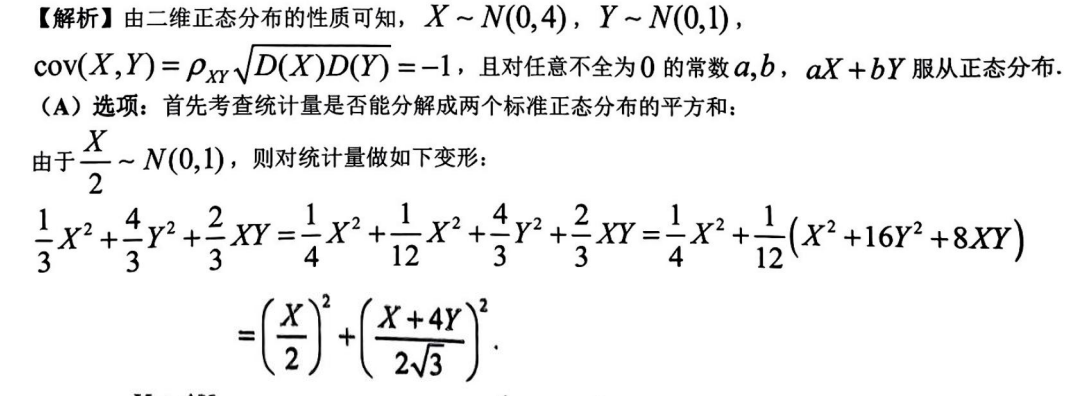 【解析】由二维正态分布的性质可知，X ~ N(0,4)，Y ~ N(0,1)，
cov(X,Y) = ρ_{XY}√(D(X)D(Y)) = −1，且对任意不全为0 的常数a,b，aX + bY 服从正态分布.
（A）选项：首先考查统计量是否能分解成两个标准正态分布的平方和：
由于 X/2 ~ N(0,1)，则对统计量做如下变形：
1/3 X² + 4/3 Y² + 2/3 XY = 1/4 X² + 1/12 X² + 4/3 Y² + 2/3 XY = 1/4 X² + 1/12 (X² + 16Y² + 8XY)
= (X/2)² + ((X + 4Y)/(2√3))².